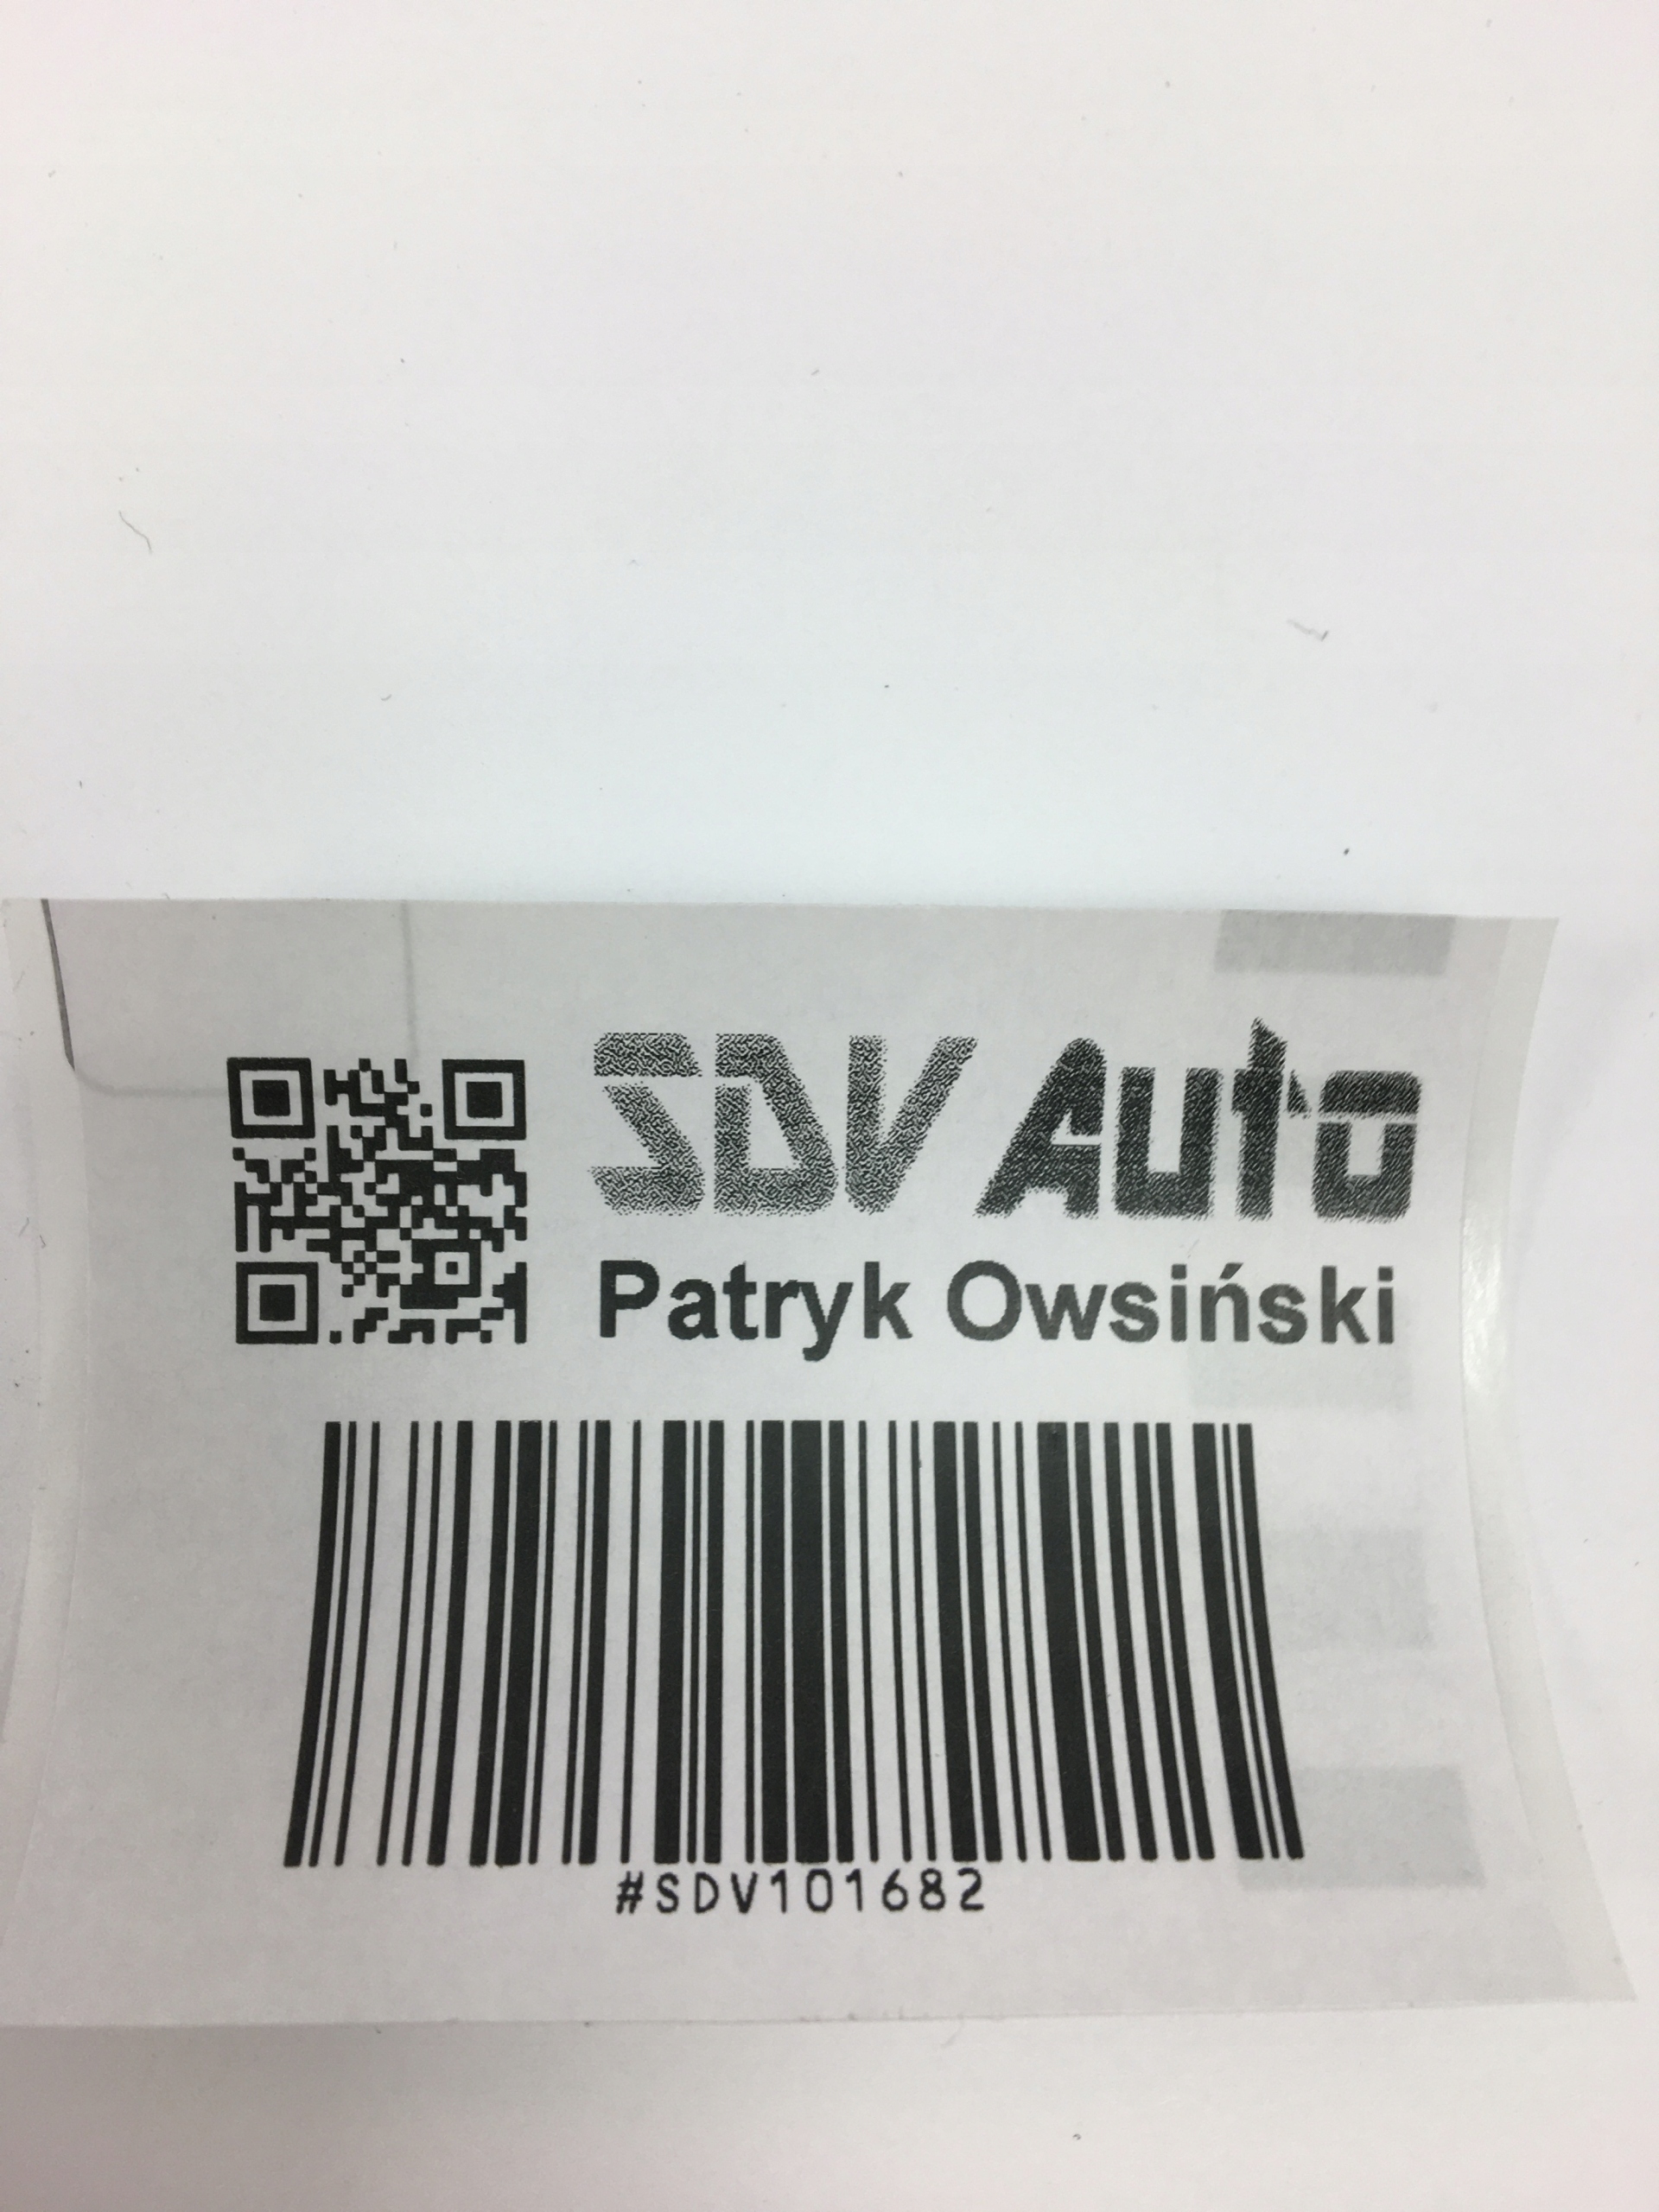 SDV Auto
Patryk Owsiński
#SDV101682